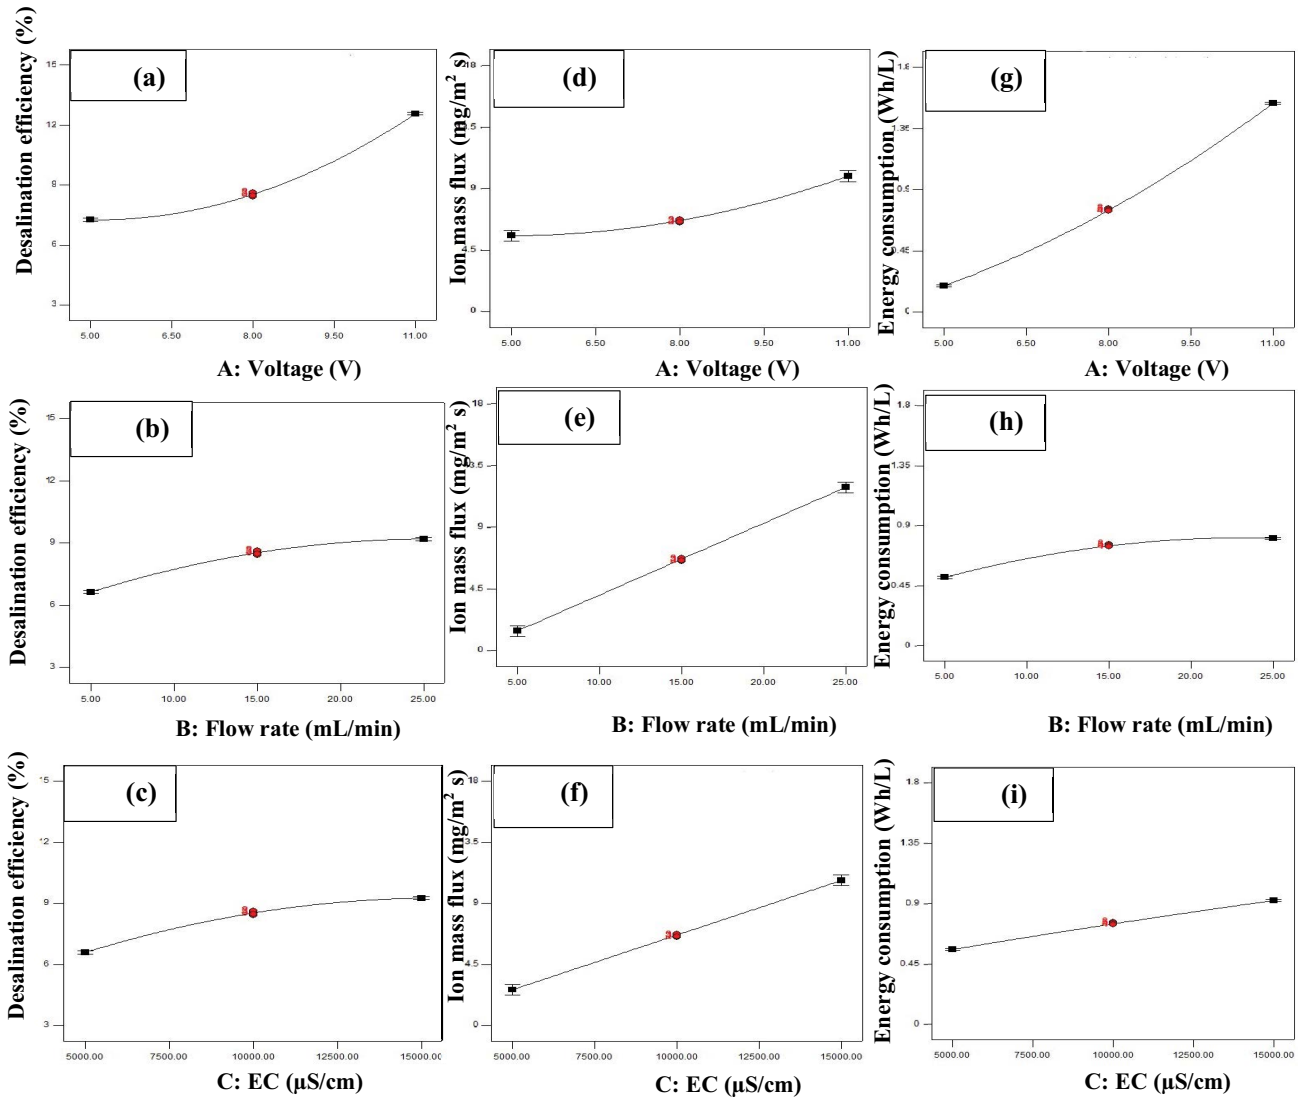 Desalination efficiency (%)
(a)
15
12
9
6
3
5.00 6.50 8.00 9.50 11.00
A: Voltage (V)
Ion mass flux (mg/m² s)
(d)
18
13.5
9
4.5
0
5.00 6.50 8.00 9.50 11.00
A: Voltage (V)
Energy consumption (Wh/L)
(g)
1.8
1.35
0.9
0.45
0
5.00 6.50 8.00 9.50 11.00
A: Voltage (V)
Desalination efficiency (%)
(b)
15
12
9
6
3
5.00 10.00 15.00 20.00 25.00
B: Flow rate (mL/min)
Ion mass flux (mg/m² s)
(e)
18
13.5
9
4.5
0
5.00 10.00 15.00 20.00 25.00
B: Flow rate (mL/min)
Energy consumption (Wh/L)
(h)
1.8
1.35
0.9
0.45
0
5.00 10.00 15.00 20.00 25.00
B: Flow rate (mL/min)
Desalination efficiency (%)
(c)
15
12
9
6
3
5000.00 7500.00 10000.00 12500.00 15000.00
C: EC (µS/cm)
Ion mass flux (mg/m² s)
(f)
18
13.5
9
4.5
0
5000.00 7500.00 10000.00 12500.00 15000.00
C: EC (µS/cm)
Energy consumption (Wh/L)
(i)
1.8
1.35
0.9
0.45
0
5000.00 7500.00 10000.00 12500.00 15000.00
C: EC (µS/cm)